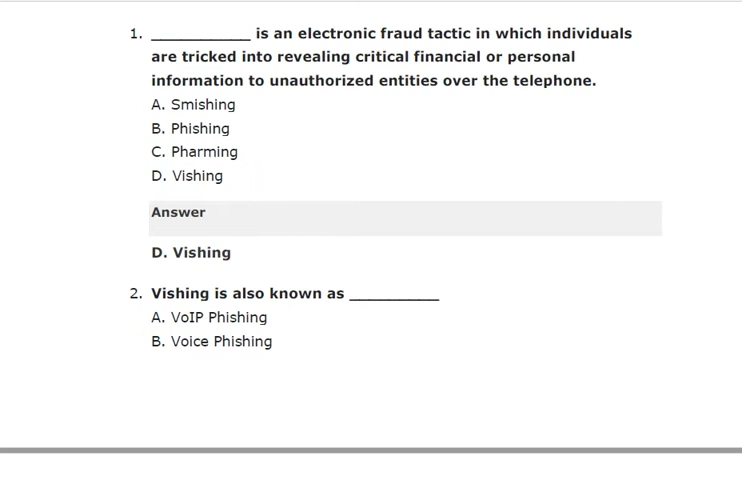 1. __________ is an electronic fraud tactic in which individuals
are tricked into revealing critical financial or personal
information to unauthorized entities over the telephone.
A. Smishing
B. Phishing
C. Pharming
D. Vishing
Answer
D. Vishing
2. Vishing is also known as _________
A. VoIP Phishing
B. Voice Phishing